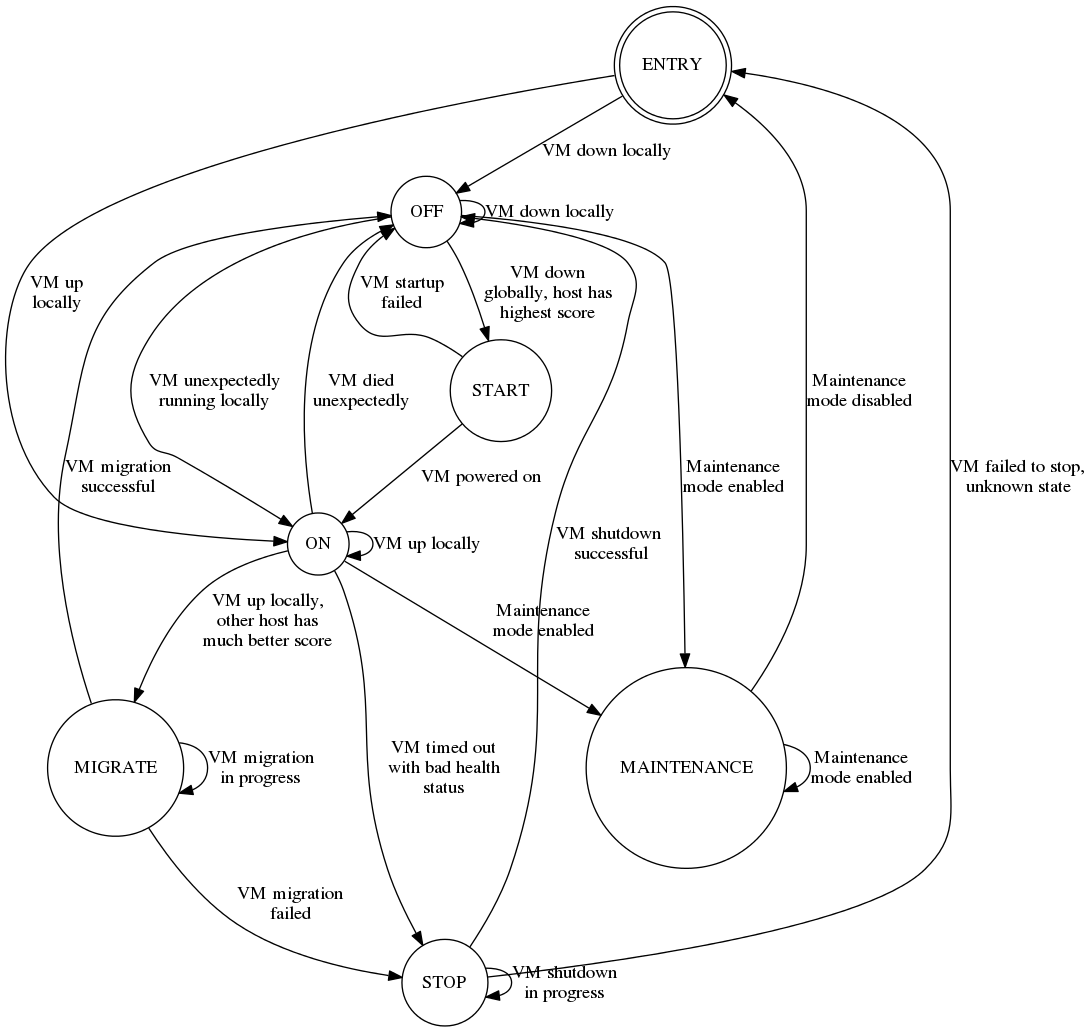 ENTRY
VM down locally
OFF
VM down locally
VM up
locally
VM startup
failed
VM down
globally, host has
highest score
VM unexpectedly
running locally
VM died
unexpectedly
START
Maintenance
mode disabled
VM migration
successful
VM powered on
Maintenance
mode enabled
VM failed to stop,
unknown state
ON
VM up locally
VM shutdown
successful
VM up locally,
other host has
much better score
Maintenance
mode enabled
MIGRATE
VM migration
in progress
VM timed out
with bad health
status
MAINTENANCE
Maintenance
mode enabled
VM migration
failed
STOP
VM shutdown
in progress